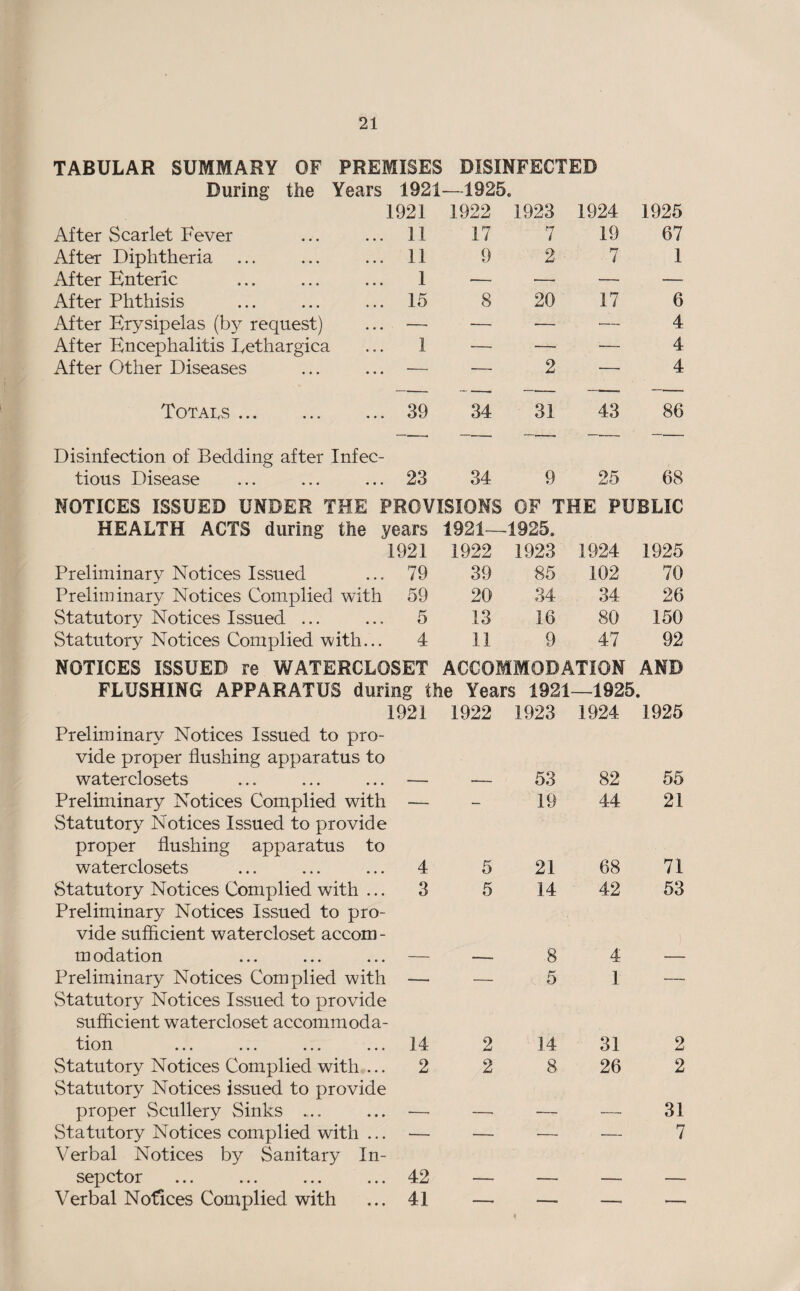 21
TABULAR SUMMARY OF PREMISES DISINFECTED
During the Years 1921—1925.
1921 1922 1923 1924 1925
After Scarlet Fever ... ... 11 17 7 19 67
After Diphtheria ... ... ... 11 9 2 7 1
After Enteric ... ... ... 1 — — — —
After Phthisis ... ... ... 15 8 20 17 6
After Erysipelas (by request) ... — — — — 4
After Encephalitis Lethargica ... 1 — — — 4
After Other Diseases ... ... — — 2 — 4
TOTALS ... ... ... 39 34 31 43 86
Disinfection of Bedding after Infec-
tious Disease ... ... ... 23 34 9 25 68
NOTICES ISSUED UNDER THE PROVISIONS OF THE PUBLIC
HEALTH ACTS during the years 1921—1925.
1921 1922 1923 1924 1925
Preliminary Notices Issued ... 79 39 85 102 70
Preliminary Notices Complied with 59 20 34 34 26
Statutory Notices Issued ... ... 5 13 16 80 150
Statutory Notices Complied with... 4 11 9 47 92
NOTICES ISSUED re WATERCLOSET ACCOMMODATION AND
FLUSHING APPARATUS during the Years 1921—1925.
1921 1922 1923 1924 1925
Preliminary Notices Issued to pro-
vide proper flushing apparatus to
waterclosets ... ... ... — — 53 82 55
Preliminary Notices Complied with — - 19 44 21
Statutory Notices Issued to provide
proper flushing apparatus to
waterclosets ... ... ... 4 5 21 68 71
Statutory Notices Complied with ... 3 5 14 42 53
Preliminary Notices Issued to pro-
vide sufficient watercloset accom-
modation ... ... ... — — 8 4 —
Preliminary Notices Complied with — — 5 1 —
Statutory Notices Issued to provide
sufficient watercloset accommoda-
tion ... ... ... ... 14 2 14 31 2
Statutory Notices Complied with ... 2 2 8 26 2
Statutory Notices issued to provide
proper Scullery Sinks ... ... — — — — 31
Statutory Notices complied with ... — — — — 7
Verbal Notices by Sanitary In-
sepctor ... ... ... ... 42 — — — —
Verbal Notices Complied with ... 41 — — — —